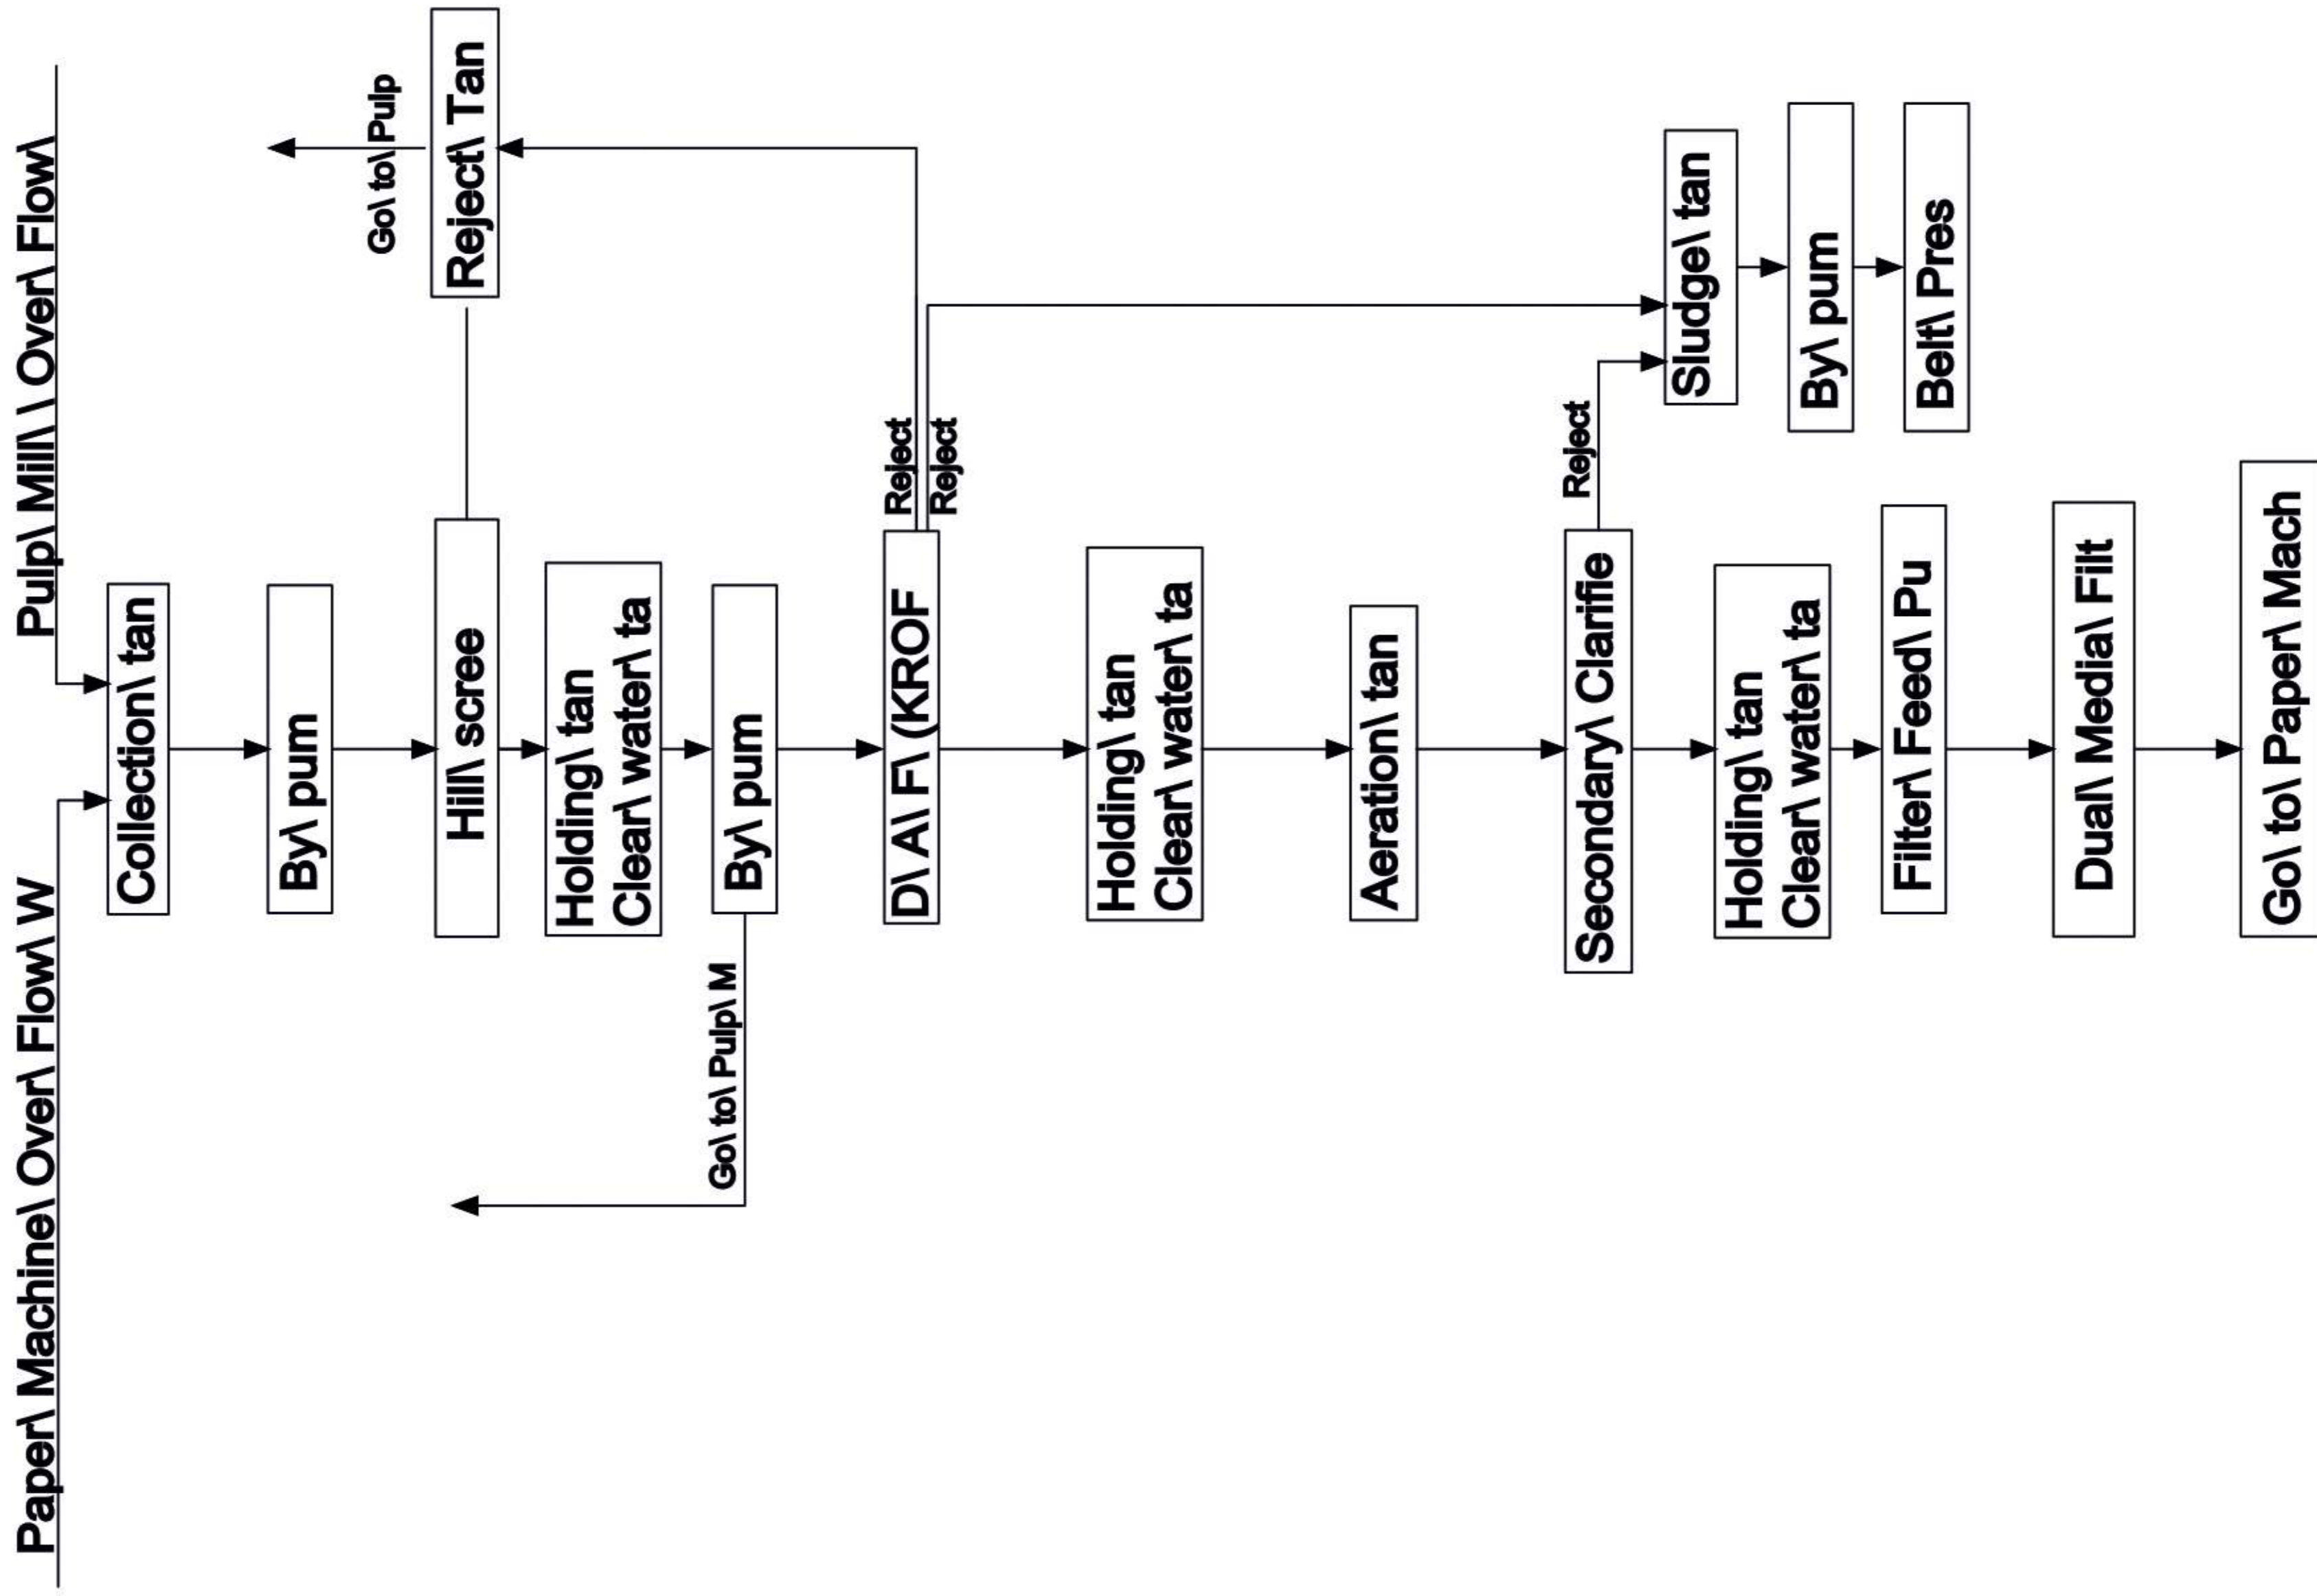 Paper\ Machine\ Over\ Flow\ W
Pulp\ Mill\ \ Over\ Flow\
Collection\ tan
By\ pum
Hill\ scree
Reject\ Tan
Go\ to\ Pulp
Holding\ tan
Clear\ water\ ta
By\ pum
Go\ to\ Pulp\ M
D\ A\ F\ (KROF
Reject
Reject
Holding\ tan
Clear\ water\ ta
Aeration\ tan
Secondary\ Clarifie
Reject
Sludge\ tan
By\ pum
Belt\ Pres
Holding\ tan
Clear\ water\ ta
Filter\ Feed\ Pu
Dual\ Media\ Filt
Go\ to\ Paper\ Mach